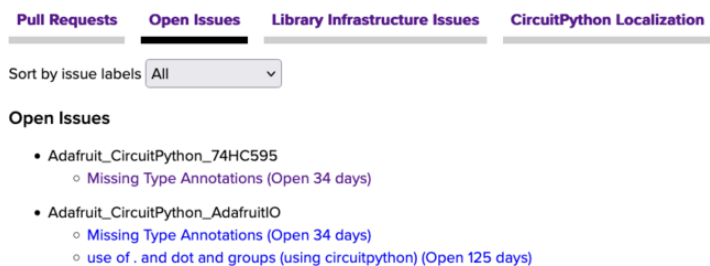 Pull Requests Open Issues Library Infrastructure Issues CircuitPython Localization
Sort by issue labels All
Open Issues
Adafruit_CircuitPython_74HC595
Missing Type Annotations (Open 34 days)
Adafruit_CircuitPython_AdafruitIO
Missing Type Annotations (Open 34 days)
use of . and dot and groups (using circuitpython) (Open 125 days)